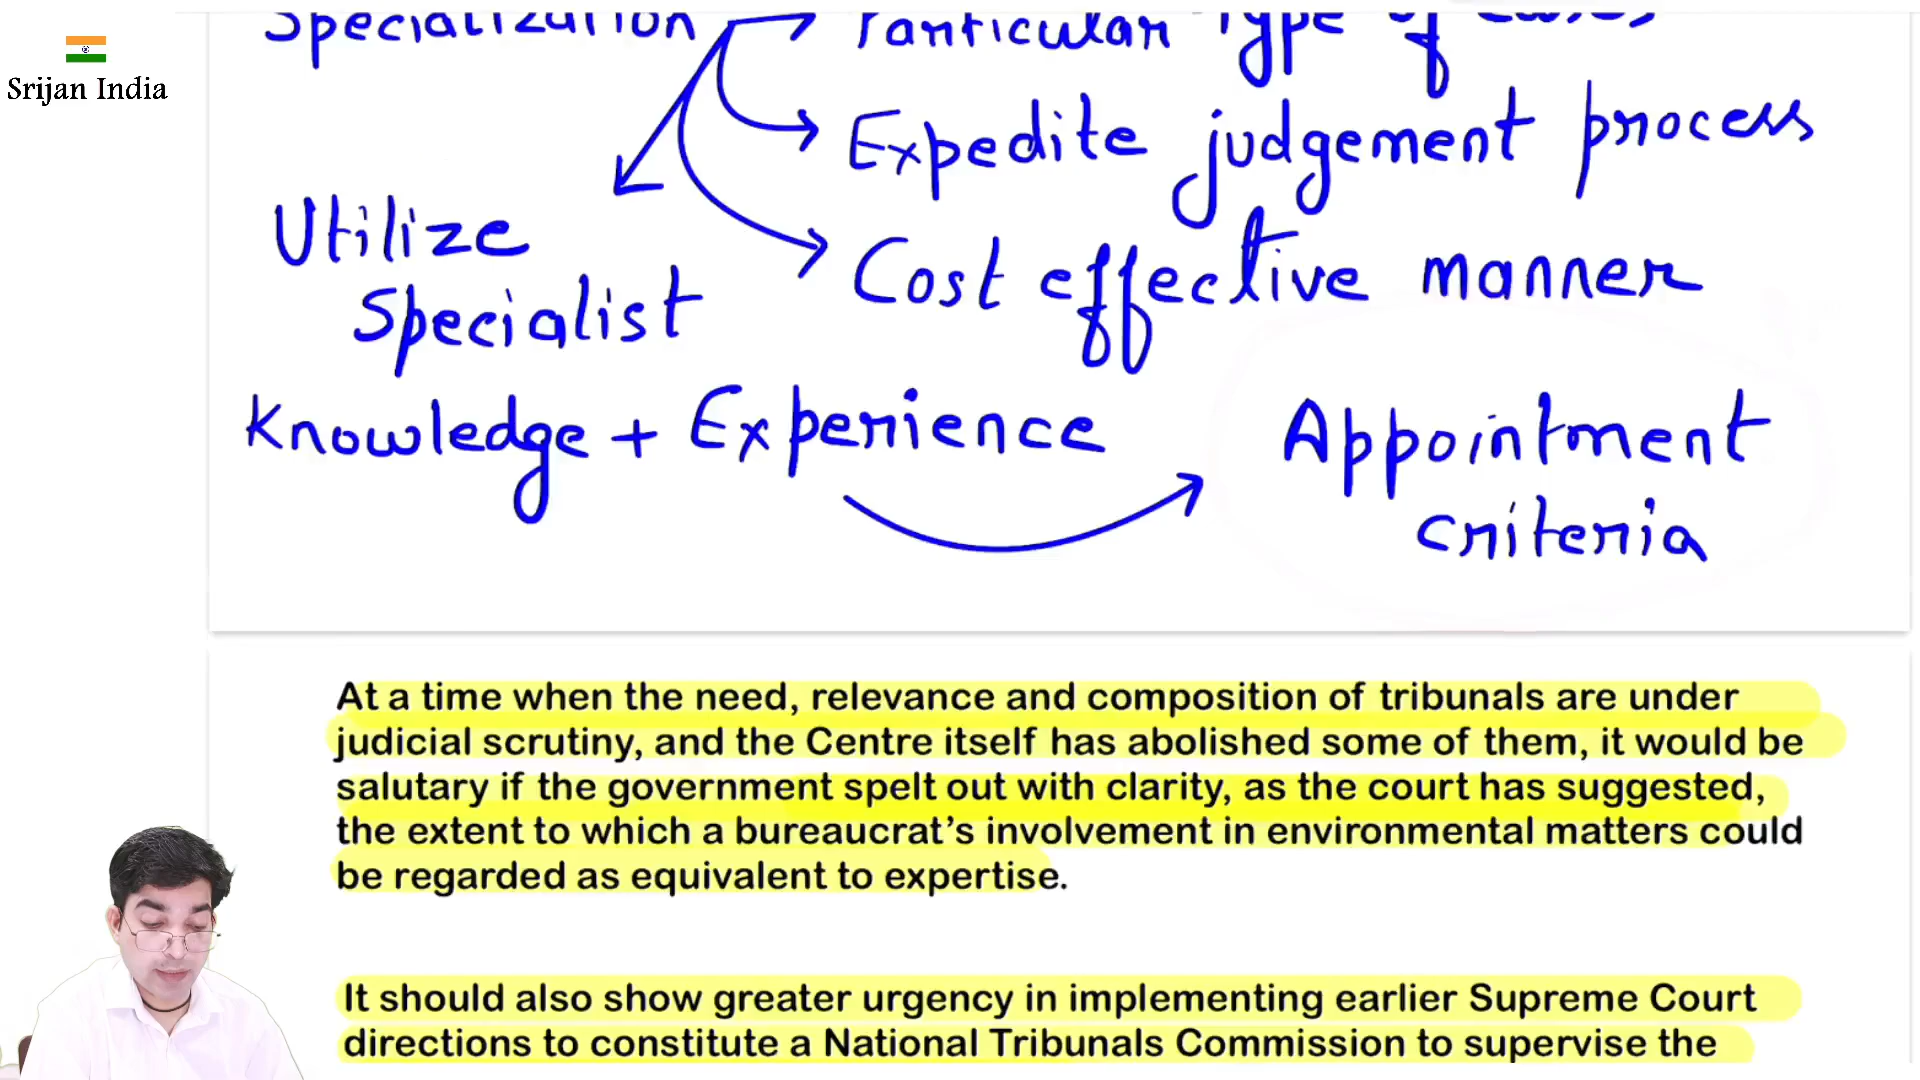 Srijan India
Specialization
Particular Type of cases
Expedite judgement process
Utilize
Specialist
Cost effective manner
Knowledge + Experience
Appointment
criteria
At a time when the need, relevance and composition of tribunals are under
judicial scrutiny, and the Centre itself has abolished some of them, it would be
salutary if the government spelt out with clarity, as the court has suggested,
the extent to which a bureaucrat’s involvement in environmental matters could
be regarded as equivalent to expertise.
It should also show greater urgency in implementing earlier Supreme Court
directions to constitute a National Tribunals Commission to supervise the